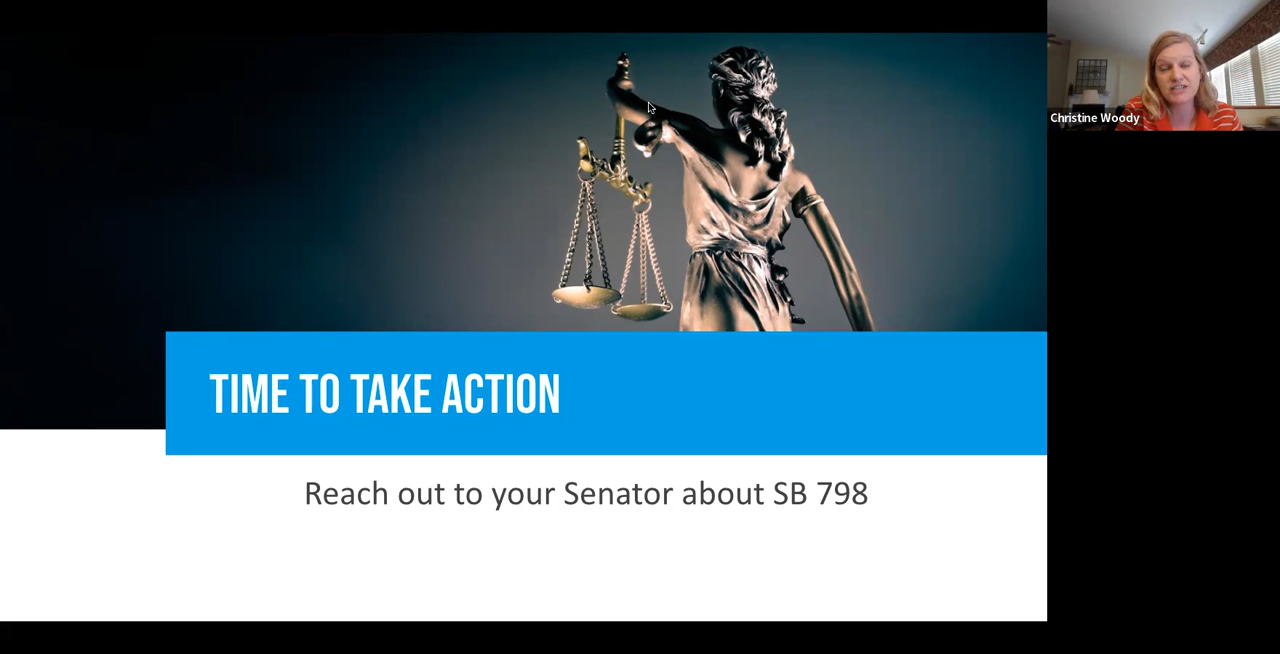 Christine Woody
TIME TO TAKE ACTION
Reach out to your Senator about SB 798